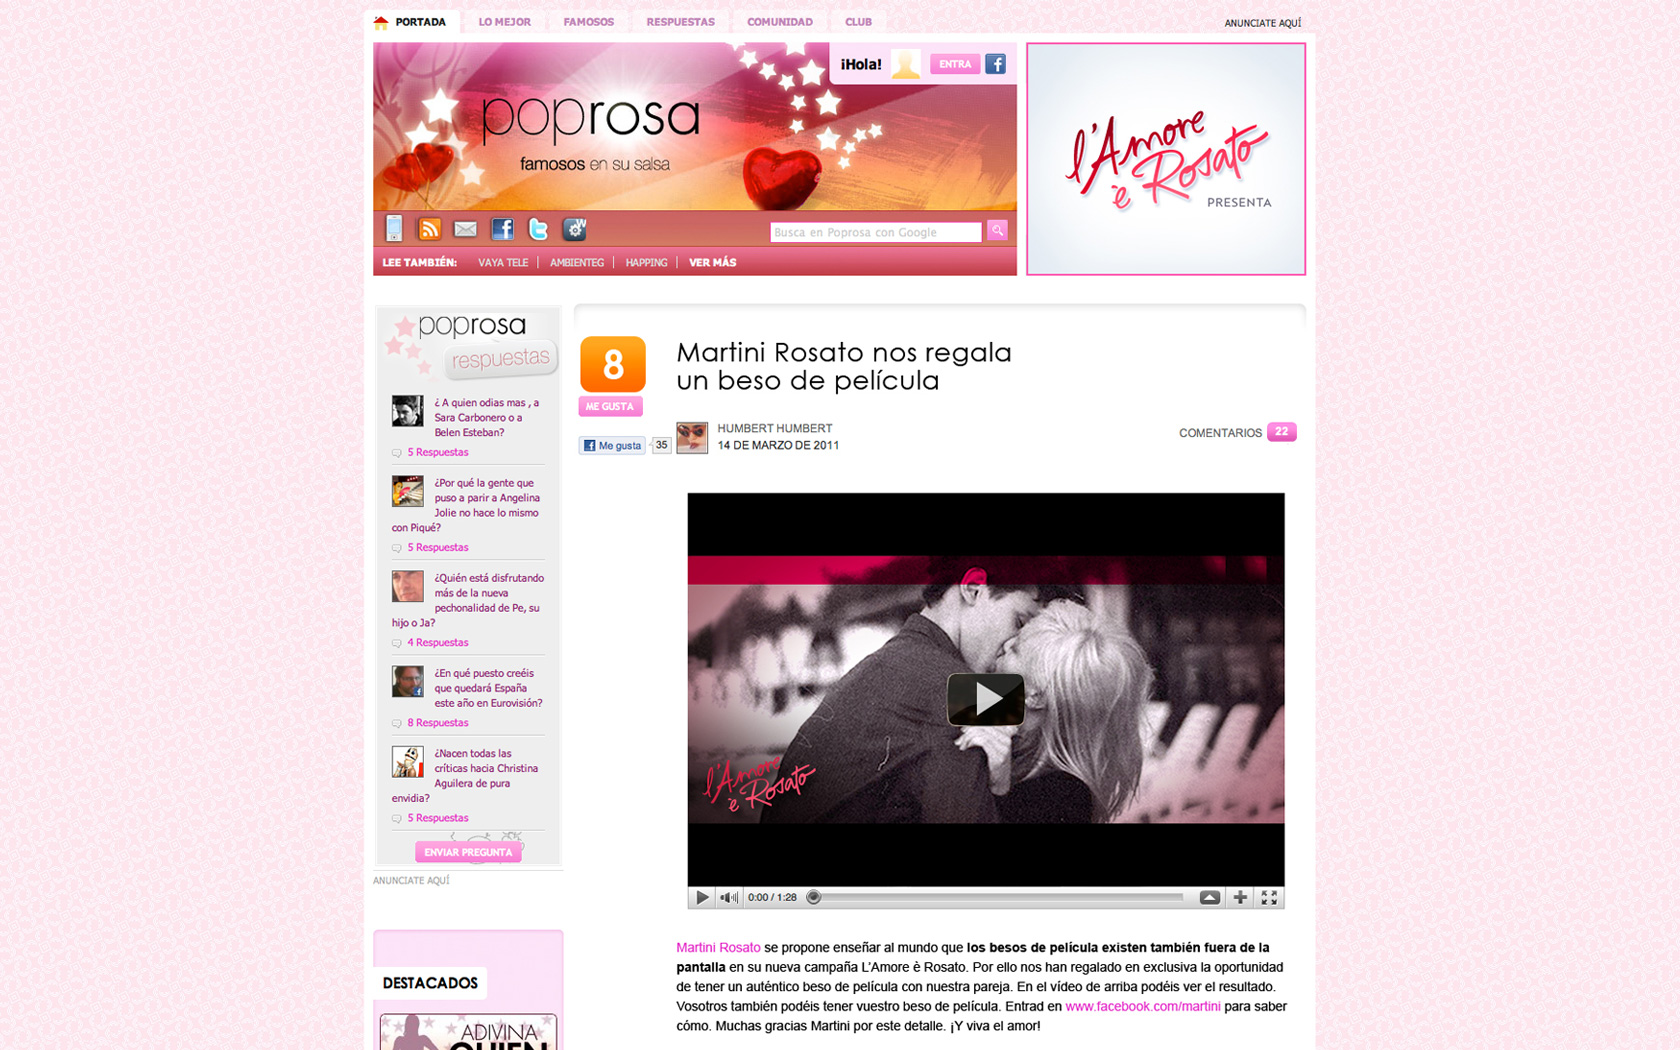 PORTADA
LO MEJOR
FAMOSOS
RESPUESTAS
COMUNIDAD
CLUB
ANUNCIATE AQUÍ
¡Hola!
ENTRA
poprosa
famosos en su salsa
l'Amore
è Rosato
PRESENTA
Busca en Poprosa con Google
LEE TAMBIÉN:
VAYA TELE
AMBIENTEG
HAPPING
VER MÁS
poprosa
respuestas
¿ A quien odias mas , a
Sara Carbonero o a
Belen Esteban?
5 Respuestas
¿Por qué la gente que
puso a parir a Angelina
Jolie no hace lo mismo
con Piqué?
5 Respuestas
¿Quién está disfrutando
más de la nueva
pechonalidad de Pe, su
hijo o Ja?
4 Respuestas
¿En qué puesto creéis
que quedará España
este año en Eurovisión?
8 Respuestas
¿Nacen todas las
críticas hacia Christina
Aguilera de pura
envidia?
5 Respuestas
ENVIAR PREGUNTA
ANUNCIATE AQUÍ
DESTACADOS
ADIVINA
QUIEN
8
ME GUSTA
Me gusta
35
Martini Rosato nos regala
un beso de película
HUMBERT HUMBERT
14 DE MARZO DE 2011
COMENTARIOS 22
l'Amore
è Rosato
0:00 / 1:28
Martini Rosato se propone enseñar al mundo que los besos de película existen también fuera de la
pantalla en su nueva campaña L'Amore è Rosato. Por ello nos han regalado en exclusiva la oportunidad
de tener un auténtico beso de película con nuestra pareja. En el vídeo de arriba podéis ver el resultado.
Vosotros también podéis tener vuestro beso de película. Entrad en www.facebook.com/martini para saber
cómo. Muchas gracias Martini por este detalle. ¡Y viva el amor!